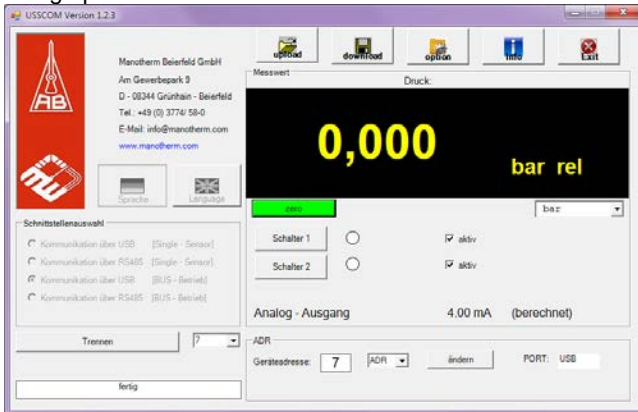 USSCOM Version 1.2.3
AB
Manotherm Beierfeld GmbH
Am Gewerbepark 9
D - 08344 Grünhain - Beierfeld
Tel.: +49 (0) 3774/ 58-0
E-Mail: info@manotherm.com
www.manotherm.com
Sprache
Language
upload
download
option
Info
Exit
Messwert
Druck:
0,000
bar rel
zero
bar
Schnittstellenauswahl
Kommunikation über USB [Single - Sensor]
Kommunikation über RS485 [Single - Sensor]
Kommunikation über USB [BUS - Betrieb]
Kommunikation über RS485 [BUS - Betrieb]
Schalter 1
aktiv
Schalter 2
aktiv
Analog - Ausgang 4.00 mA (berechnet)
Trennen
7
ADR
Geräteadresse: 7 ADR ändern PORT: USB
fertig